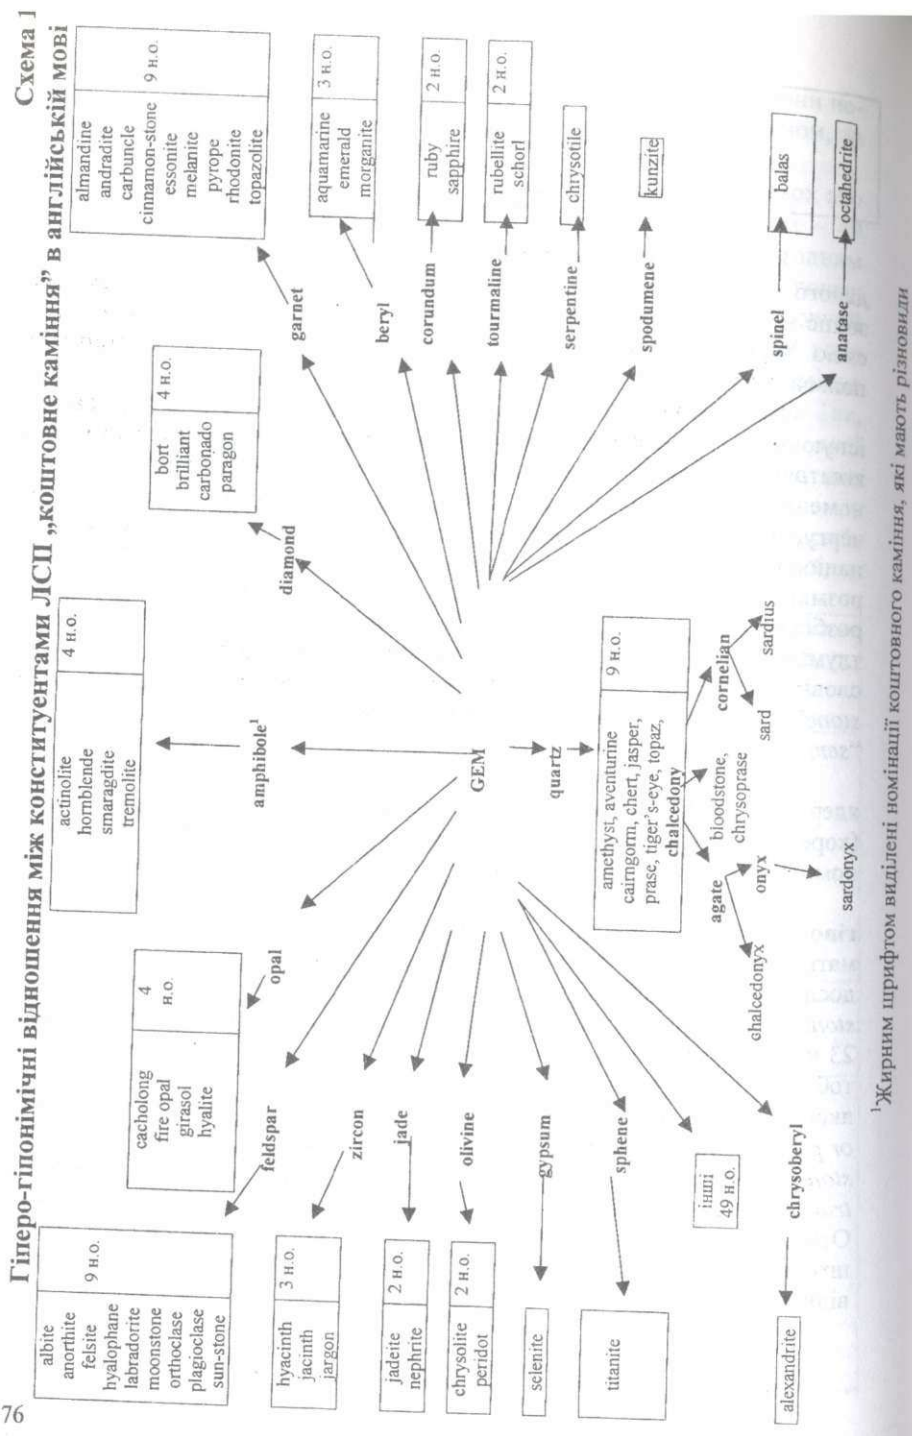 76
Схема 1
Гіперо-гіпонімічні відношення між конституентами ЛСП „коштовне каміння” в англійській мові
albite
anorthite
felsite
hyalophane
labradorite
moonstone
orthoclase
plagioclase
sun-stone
9 н.о.
cacholong
fire opal
girasol
hyalite
4
н.о.
actinolite
hornblende
smaragdite
tremolite
4 н.о.
bort
brilliant
carbonado
paragon
4 н.о.
almandine
andradite
carbuncle
cinnamon-stone
essonite
melanite
pyrope
rhodonite
topazolite
9 н.о.
feldspar
opal
amphibole¹
diamond
garnet
hyacinth
jacinth
jargon
3 н.о.
zircon
beryl
aquamarine
emerald
morganite
3 н.о.
jadeite
nephrite
2 н.о.
jade
corundum
ruby
sapphire
2 н.о.
chrysolite
peridot
2 н.о.
olivine
GEM
tourmaline
rubellite
schorl
2 н.о.
selenite
gypsum
quartz
serpentine
chrysotile
titanite
sphene
amethyst, aventurine
cairngorm, chert, jasper,
prase, tiger's-eye, topaz,
chalcedony
9 н.о.
spodumene
kunzite
інші
49 н.о.
agate
bloodstone,
chrysoprase
cornelian
chalcedonyx
onyx
sard
sardius
sardonyx
alexandrite
chrysoberyl
spinel
balas
anatase
octahedrite
¹Жирним шрифтом виділені номінації коштовного каміння, які мають різновиди